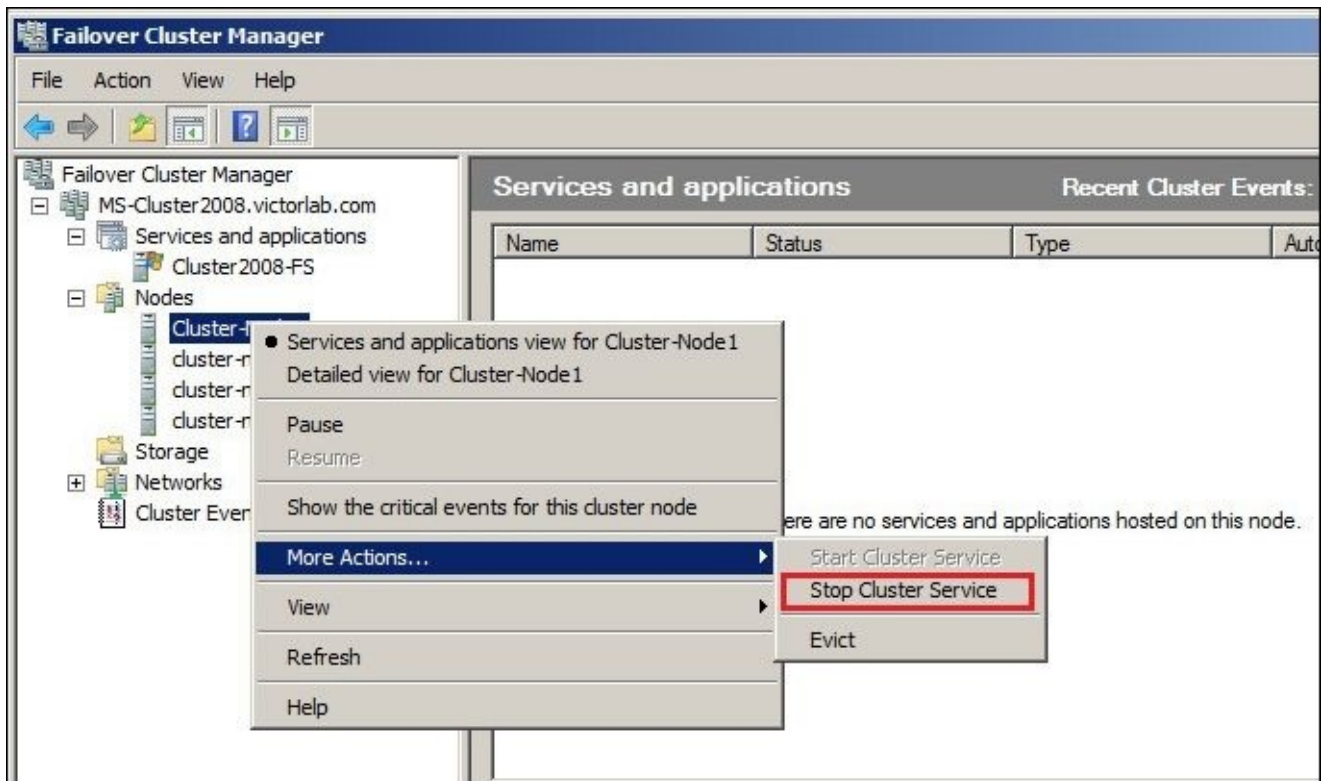 Failover Cluster Manager
File Action View Help
Failover Cluster Manager
MS-Cluster2008.victorlab.com
Services and applications
Cluster2008-FS
Nodes
Storage
Networks
Cluster
Services and applications
Recent Cluster Events:
Name Status Type
Services and applications view for Cluster-Node1
Detailed view for Cluster-Node1
Pause
Resume
Show the critical events for this cluster node
More Actions...
View
Refresh
Help
are no services and applications hosted on this node.
Start Cluster Service
Stop Cluster Service
Evict